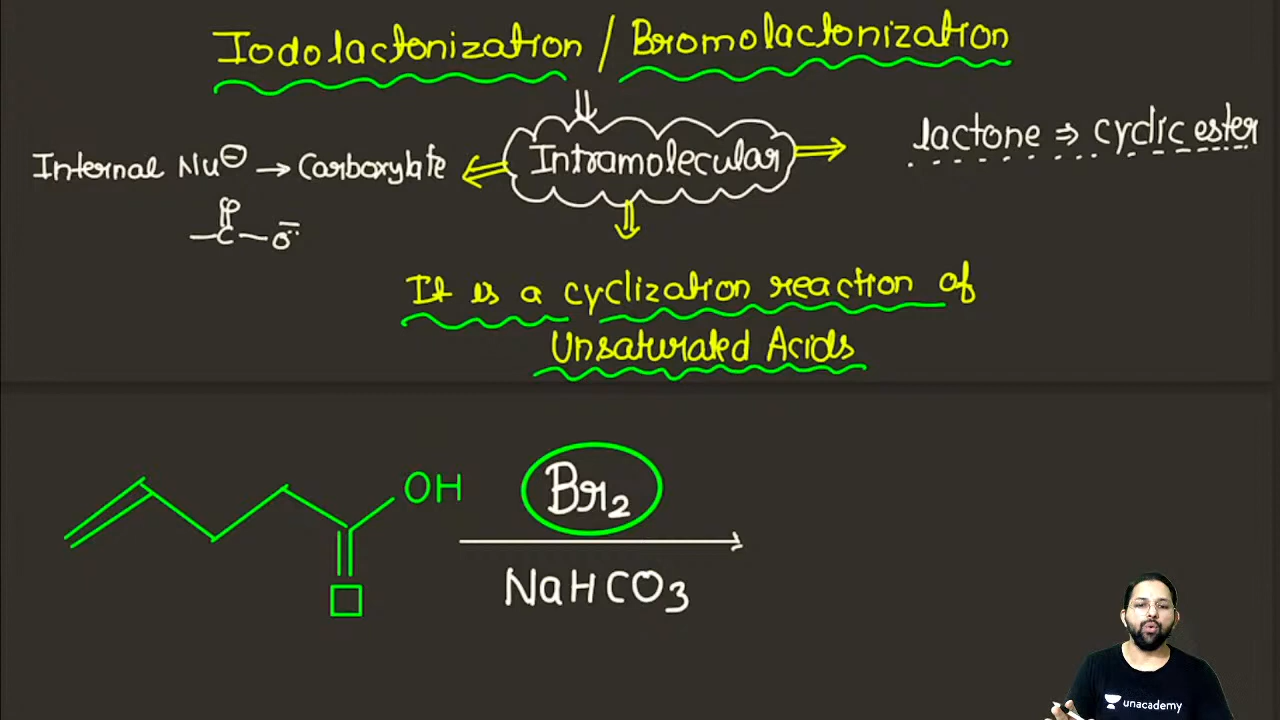 Iodolactonization / Bromolactonization
Internal Nu⊖ → Carboxylate
Intramolecular
lactone ⇒ cyclic ester
O
C
O
It is a cyclization reaction of
Unsaturated Acids
OH
Br2
NaHCO3
unacademy